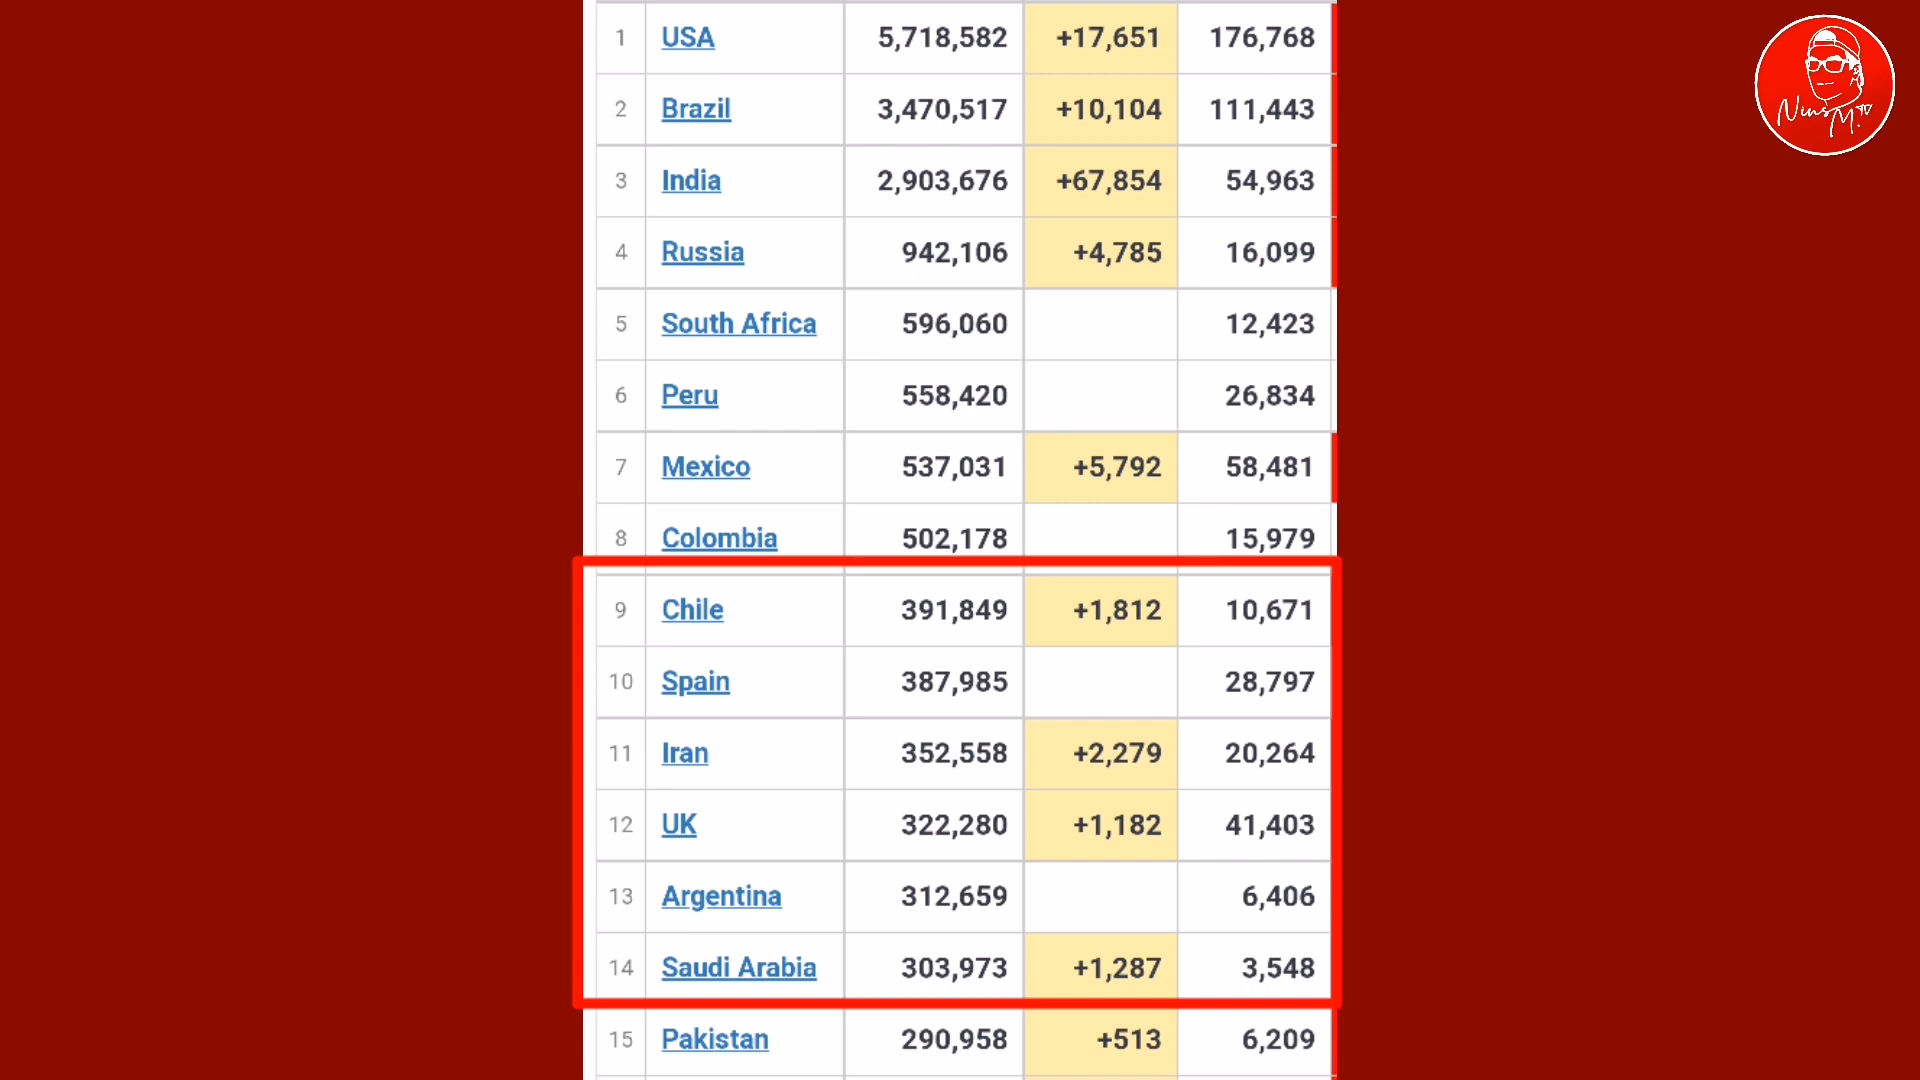 1 USA 5,718,582 +17,651 176,768
2 Brazil 3,470,517 +10,104 111,443
3 India 2,903,676 +67,854 54,963
4 Russia 942,106 +4,785 16,099
5 South Africa 596,060 12,423
6 Peru 558,420 26,834
7 Mexico 537,031 +5,792 58,481
8 Colombia 502,178 15,979
9 Chile 391,849 +1,812 10,671
10 Spain 387,985 28,797
11 Iran 352,558 +2,279 20,264
12 UK 322,280 +1,182 41,403
13 Argentina 312,659 6,406
14 Saudi Arabia 303,973 +1,287 3,548
15 Pakistan 290,958 +513 6,209
Nins
M. TV